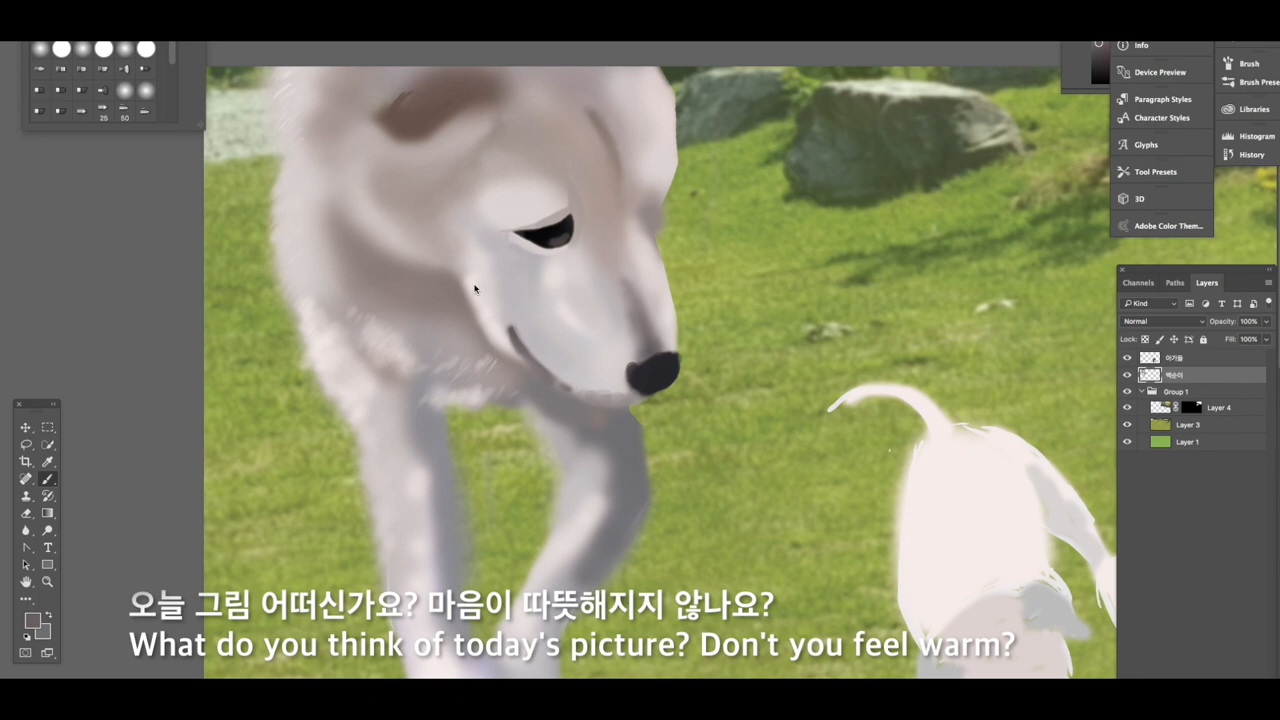 25
50
Info
Device Preview
Paragraph Styles
Character Styles
Glyphs
Tool Presets
3D
Adobe Color Them...
Brush
Brush Prese
Libraries
Histogram
History
Channels Paths Layers
Kind
Normal Opacity: 100%
Lock: Fill: 100%
아가들
백순이
Group 1
Layer 4
Layer 3
Layer 1
오늘 그림 어떠신가요? 마음이 따뜻해지지 않나요?
What do you think of today's picture? Don't you feel warm?